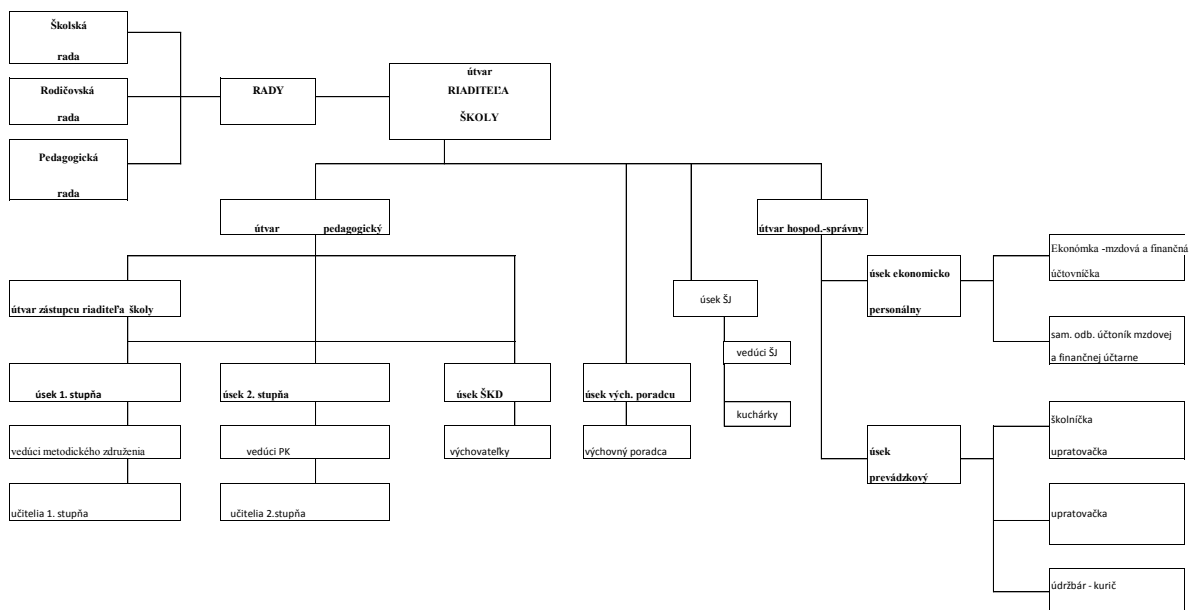 Školská
rada
Rodičovská
rada
Pedagogická
rada
RADY
útvar
RIADITEĽA
ŠKOLY
útvar pedagogický
útvar hospod.-správny
útvar zástupcu riaditeľa školy
úsek 1. stupňa
vedúci metodického združenia
učitelia 1. stupňa
úsek 2. stupňa
vedúci PK
učitelia 2.stupňa
úsek ŠKD
výchovateľky
úsek vých. poradcu
výchovný poradca
úsek ŠJ
vedúci ŠJ
kuchárky
úsek ekonomicko
personálny
Ekonómka -mzdová a finančná
účtovníčka
sam. odb. účtoník mzdovej
a finančnej účtarne
úsek
prevádzkový
školníčka
upratovačka
upratovačka
údržbár - kurič